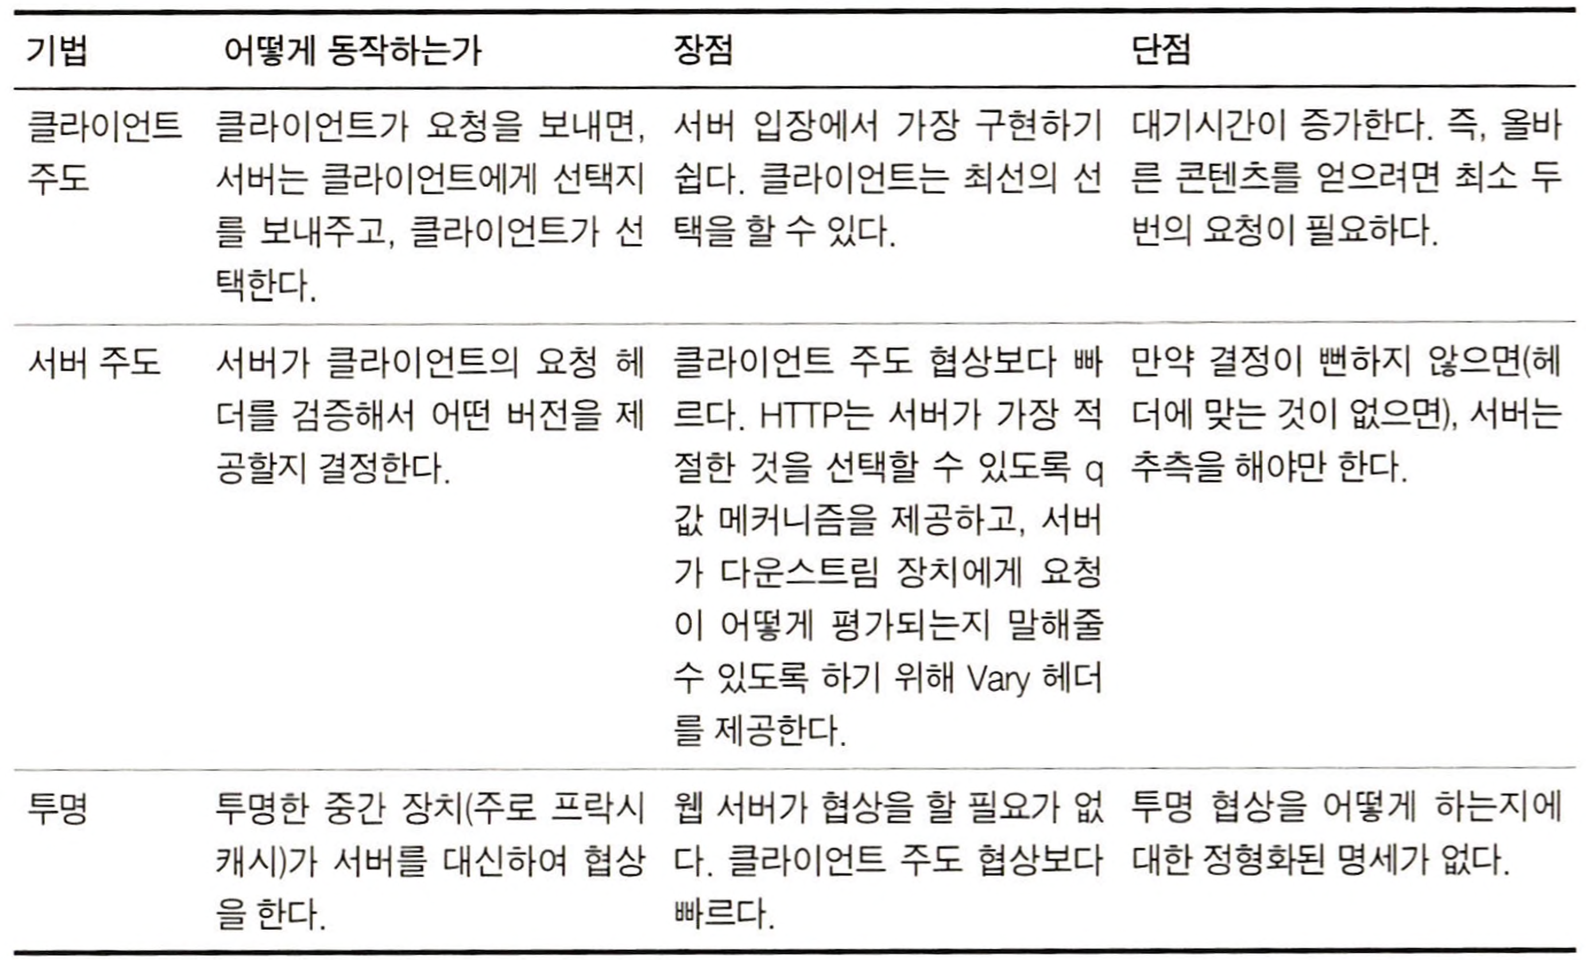 기법 어떻게 동작하는가 장점 단점
클라이언트 주도
클라이언트가 요청을 보내면,
서버는 클라이언트에게 선택지
를 보내주고, 클라이언트가 선
택한다.
서버 입장에서 가장 구현하기
쉽다. 클라이언트는 최선의 선
택을 할 수 있다.
대기시간이 증가한다. 즉, 올바
른 콘텐츠를 얻으려면 최소 두
번의 요청이 필요하다.
서버 주도
서버가 클라이언트의 요청 헤
더를 검증해서 어떤 버전을 제
공할지 결정한다.
클라이언트 주도 협상보다 빠
르다. HTTP는 서버가 가장 적
절한 것을 선택할 수 있도록 q
값 메커니즘을 제공하고, 서버
가 다운스트림 장치에게 요청
이 어떻게 평가되는지 말해줄
수 있도록 하기 위해 Vary 헤더
를 제공한다.
만약 결정이 뻔하지 않으면(헤
더에 맞는 것이 없으면), 서버는
추측을 해야만 한다.
투명
투명한 중간 장치(주로 프락시
캐시)가 서버를 대신하여 협상
을 한다.
웹 서버가 협상을 할 필요가 없
다. 클라이언트 주도 협상보다
빠르다.
투명 협상을 어떻게 하는지에
대한 정형화된 명세가 없다.